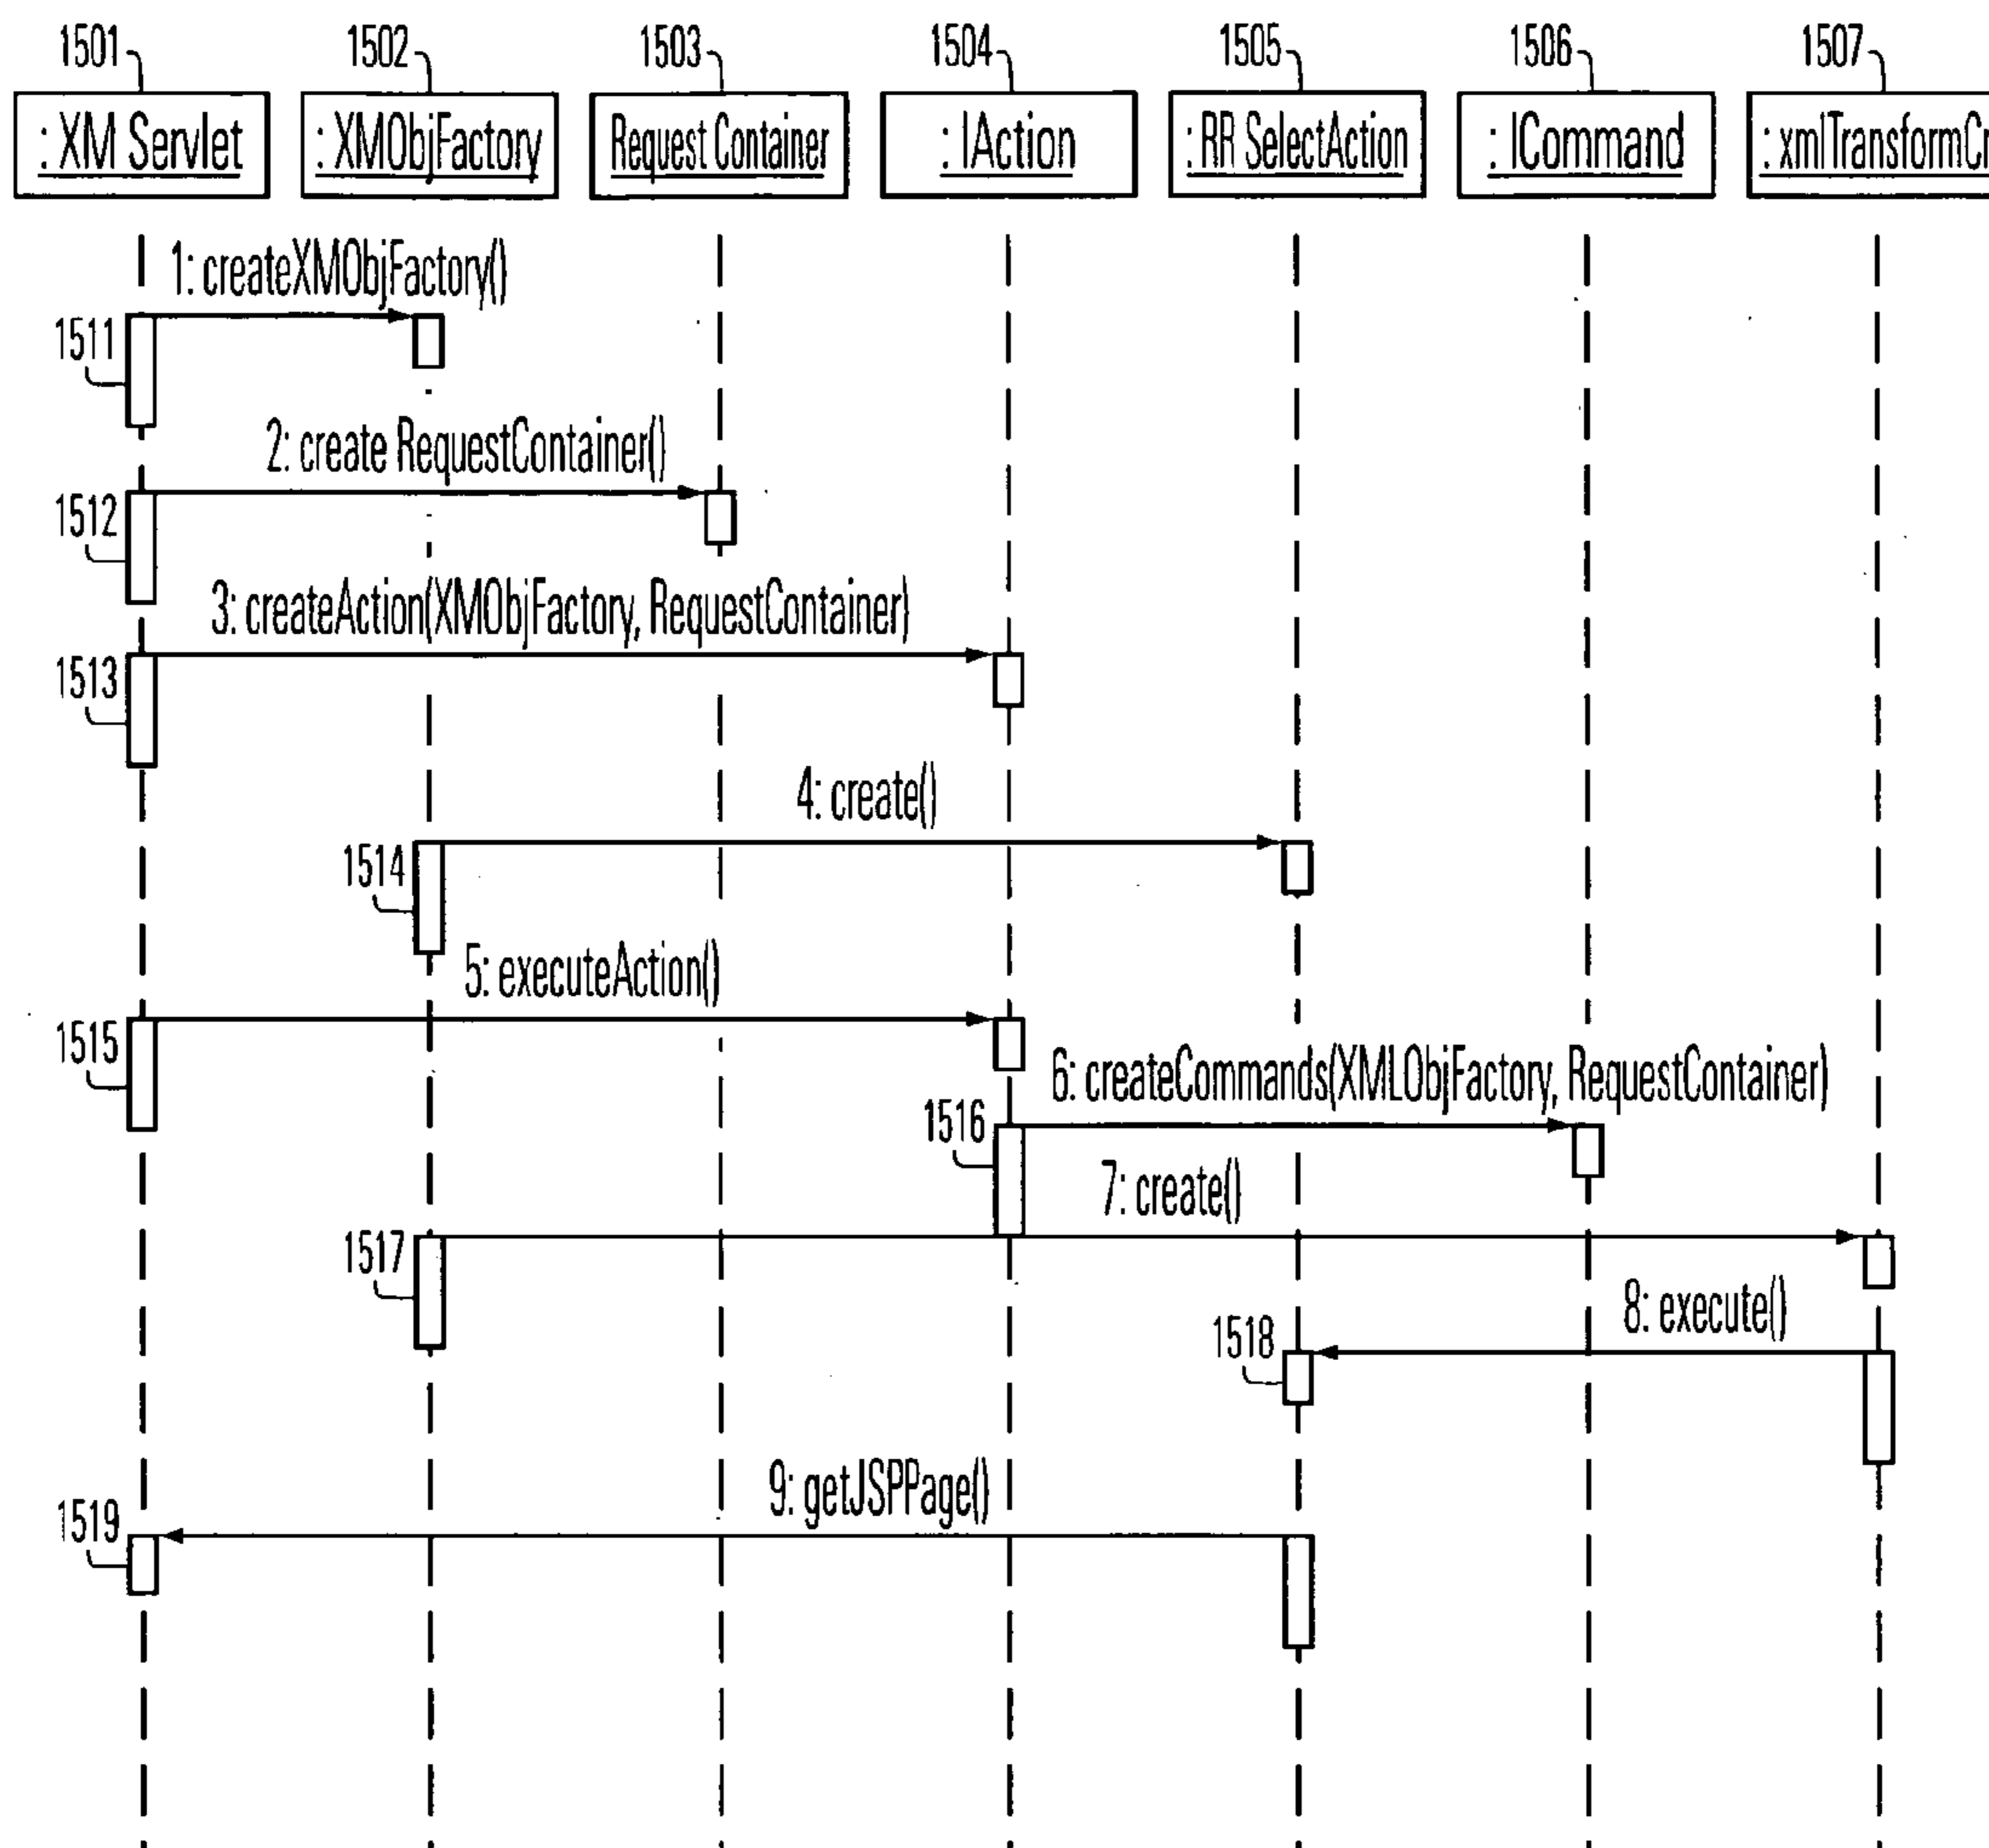 1501 1502 1503 1504 1505 1506 1507
: XM Servlet : XMObjFactory Request Container : IAction : RR SelectAction : ICommand
1: createXMObjFactory()
1511
2: create RequestContainer()
1512
3: createAction(XMObjFactory, RequestContainer)
1513
4: create()
1514
5: executeAction()
1515
6: createCommands(XMLObjFactory, RequestContainer)
1516
7: create()
1517
8: execute()
1518
9: getJSPPage()
1519